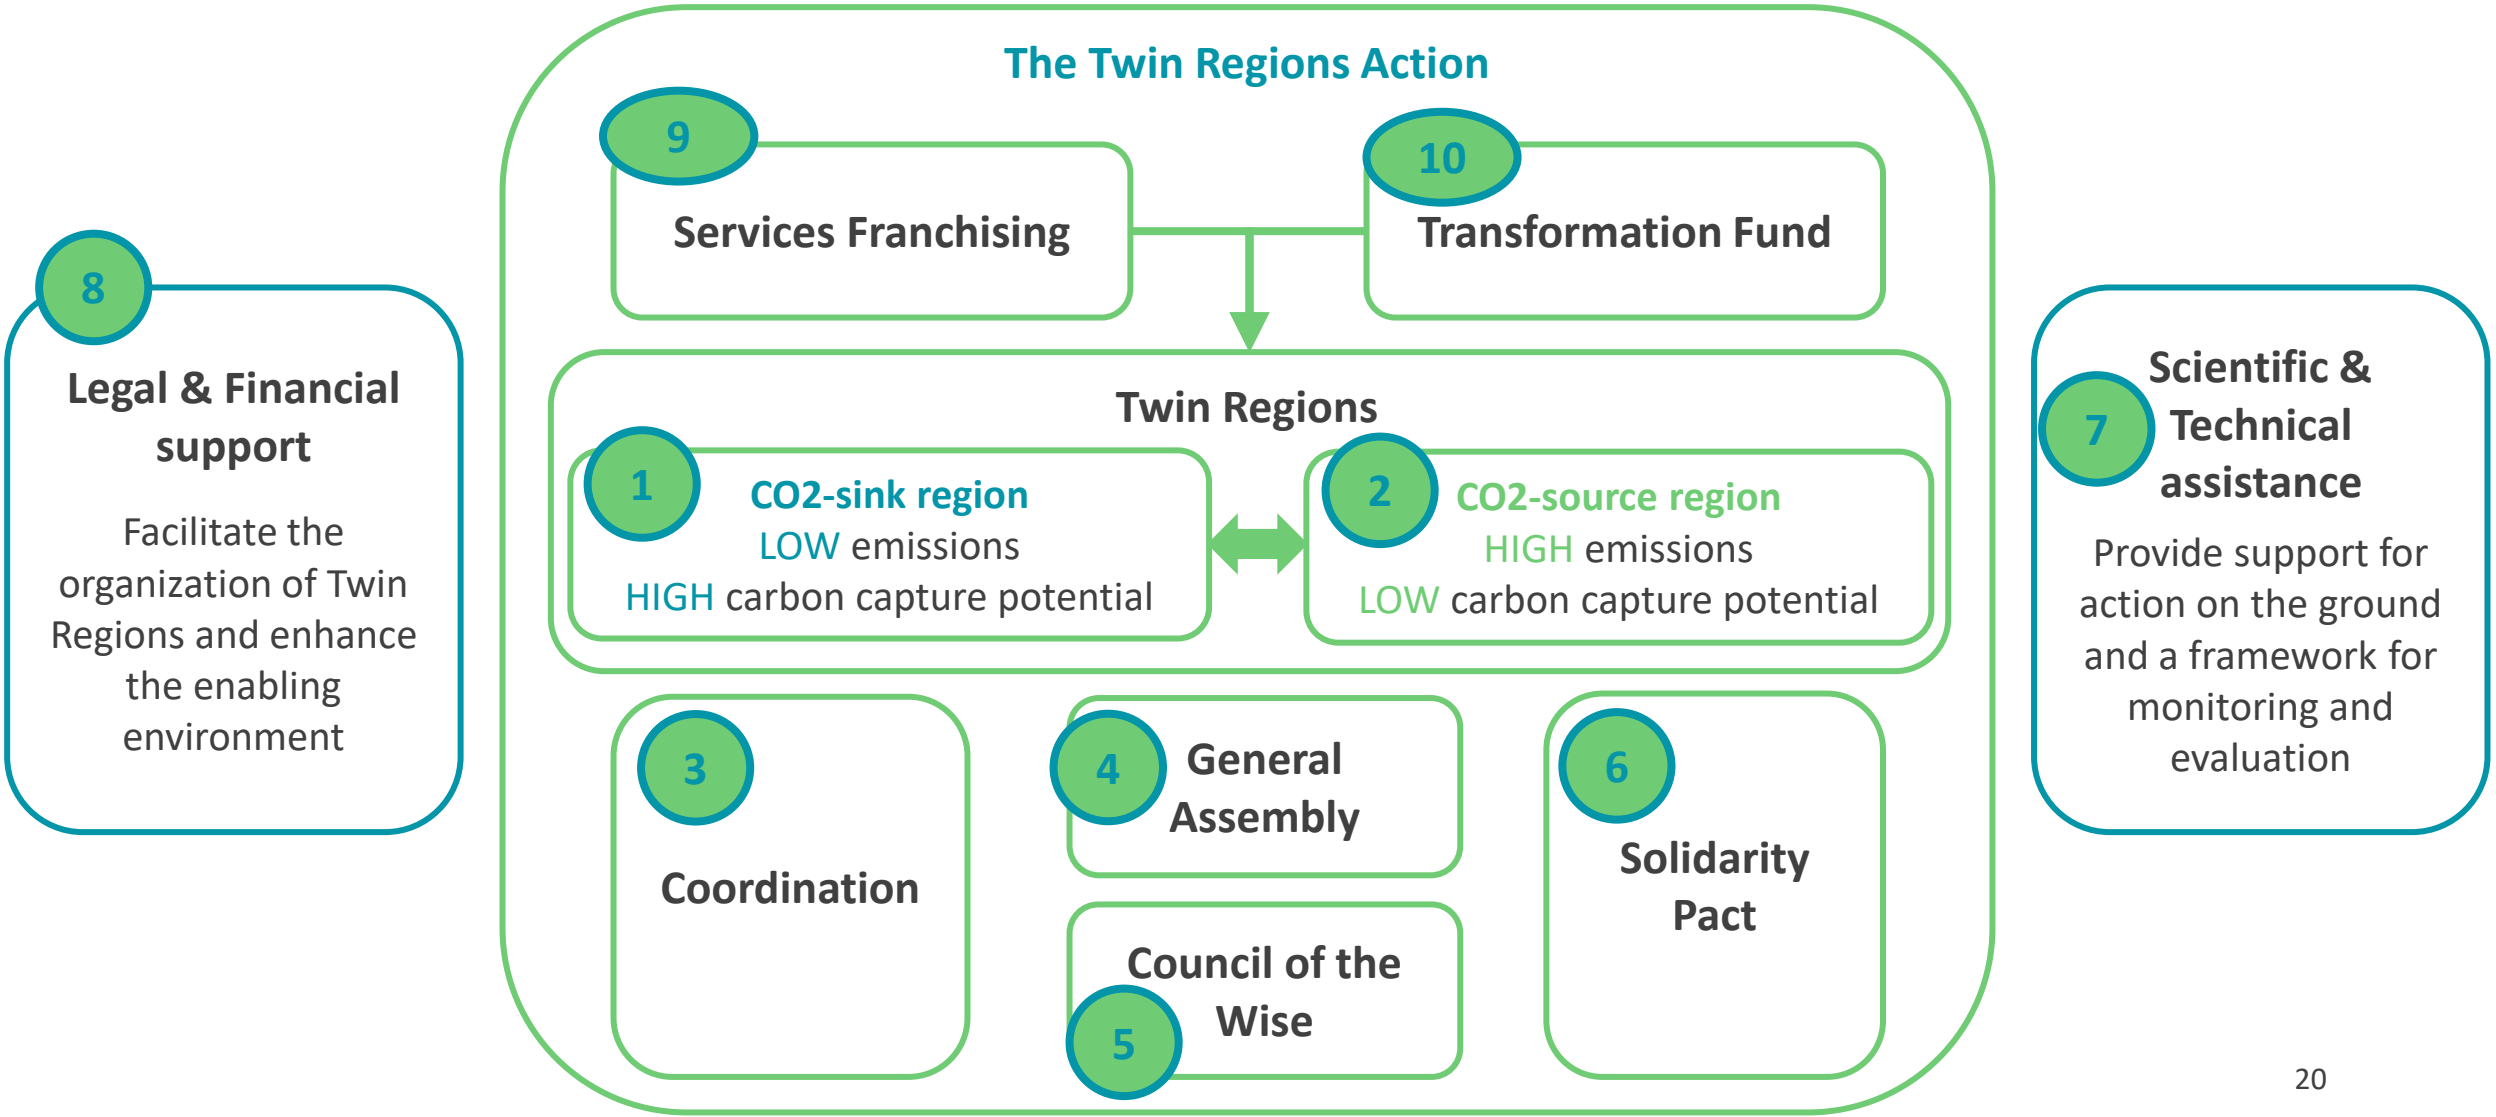 The Twin Regions Action
9
Services Franchising
10
Transformation Fund
8
Legal & Financial
support
Facilitate the
organization of Twin
Regions and enhance
the enabling
environment
Twin Regions
1
CO2-sink region
LOW emissions
HIGH carbon capture potential
2
CO2-source region
HIGH emissions
LOW carbon capture potential
7
Scientific &
Technical
assistance
Provide support for
action on the ground
and a framework for
monitoring and
evaluation
3
Coordination
4
General
Assembly
5
Council of the
Wise
6
Solidarity
Pact
20